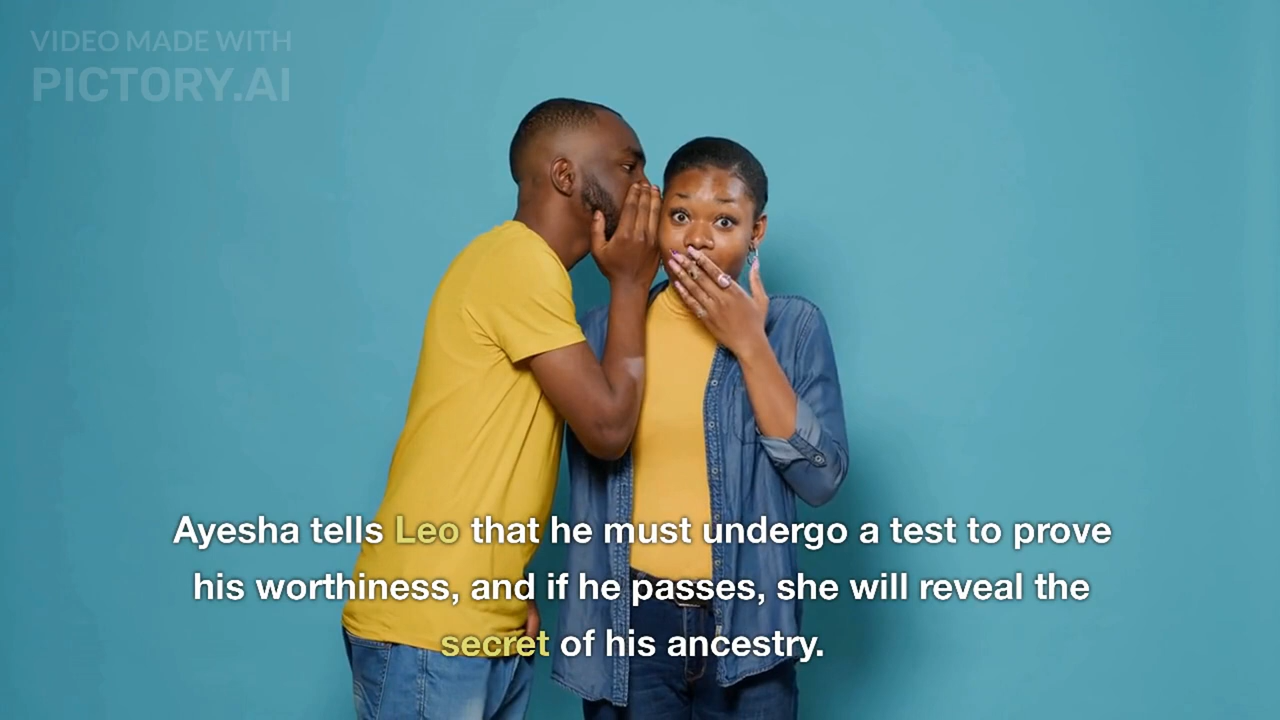 VIDEO MADE WITH
PICTORY.AI
Ayesha tells Leo that he must undergo a test to prove
his worthiness, and if he passes, she will reveal the
secret of his ancestry.